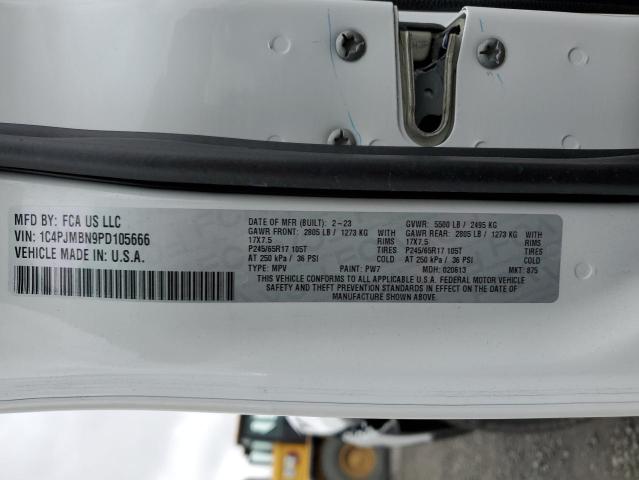 MFD BY: FCA US LLC
VIN: 1C4PJMBN9PD105666
VEHICLE MADE IN: U.S.A.
DATE OF MFR (BUILT): 2-23 GVWR: 5500 LB / 2495 KG
GAWR FRONT: 2805 LB / 1273 KG WITH GAWR REAR: 2805 LB / 1273 KG WITH
17X7.5 RIMS 17X7.5 RIMS
P245/65R17 105T TIRES P245/65R17 105T TIRES
AT 250 kPa / 36 PSI COLD AT 250 kPa / 36 PSI COLD
TYPE: MPV PAINT: PW7 MDH: 020613 MKT: 875
THIS VEHICLE CONFORMS TO ALL APPLICABLE U.S.A. FEDERAL MOTOR VEHICLE
SAFETY AND THEFT PREVENTION STANDARDS IN EFFECT ON THE DATE OF
MANUFACTURE SHOWN ABOVE.